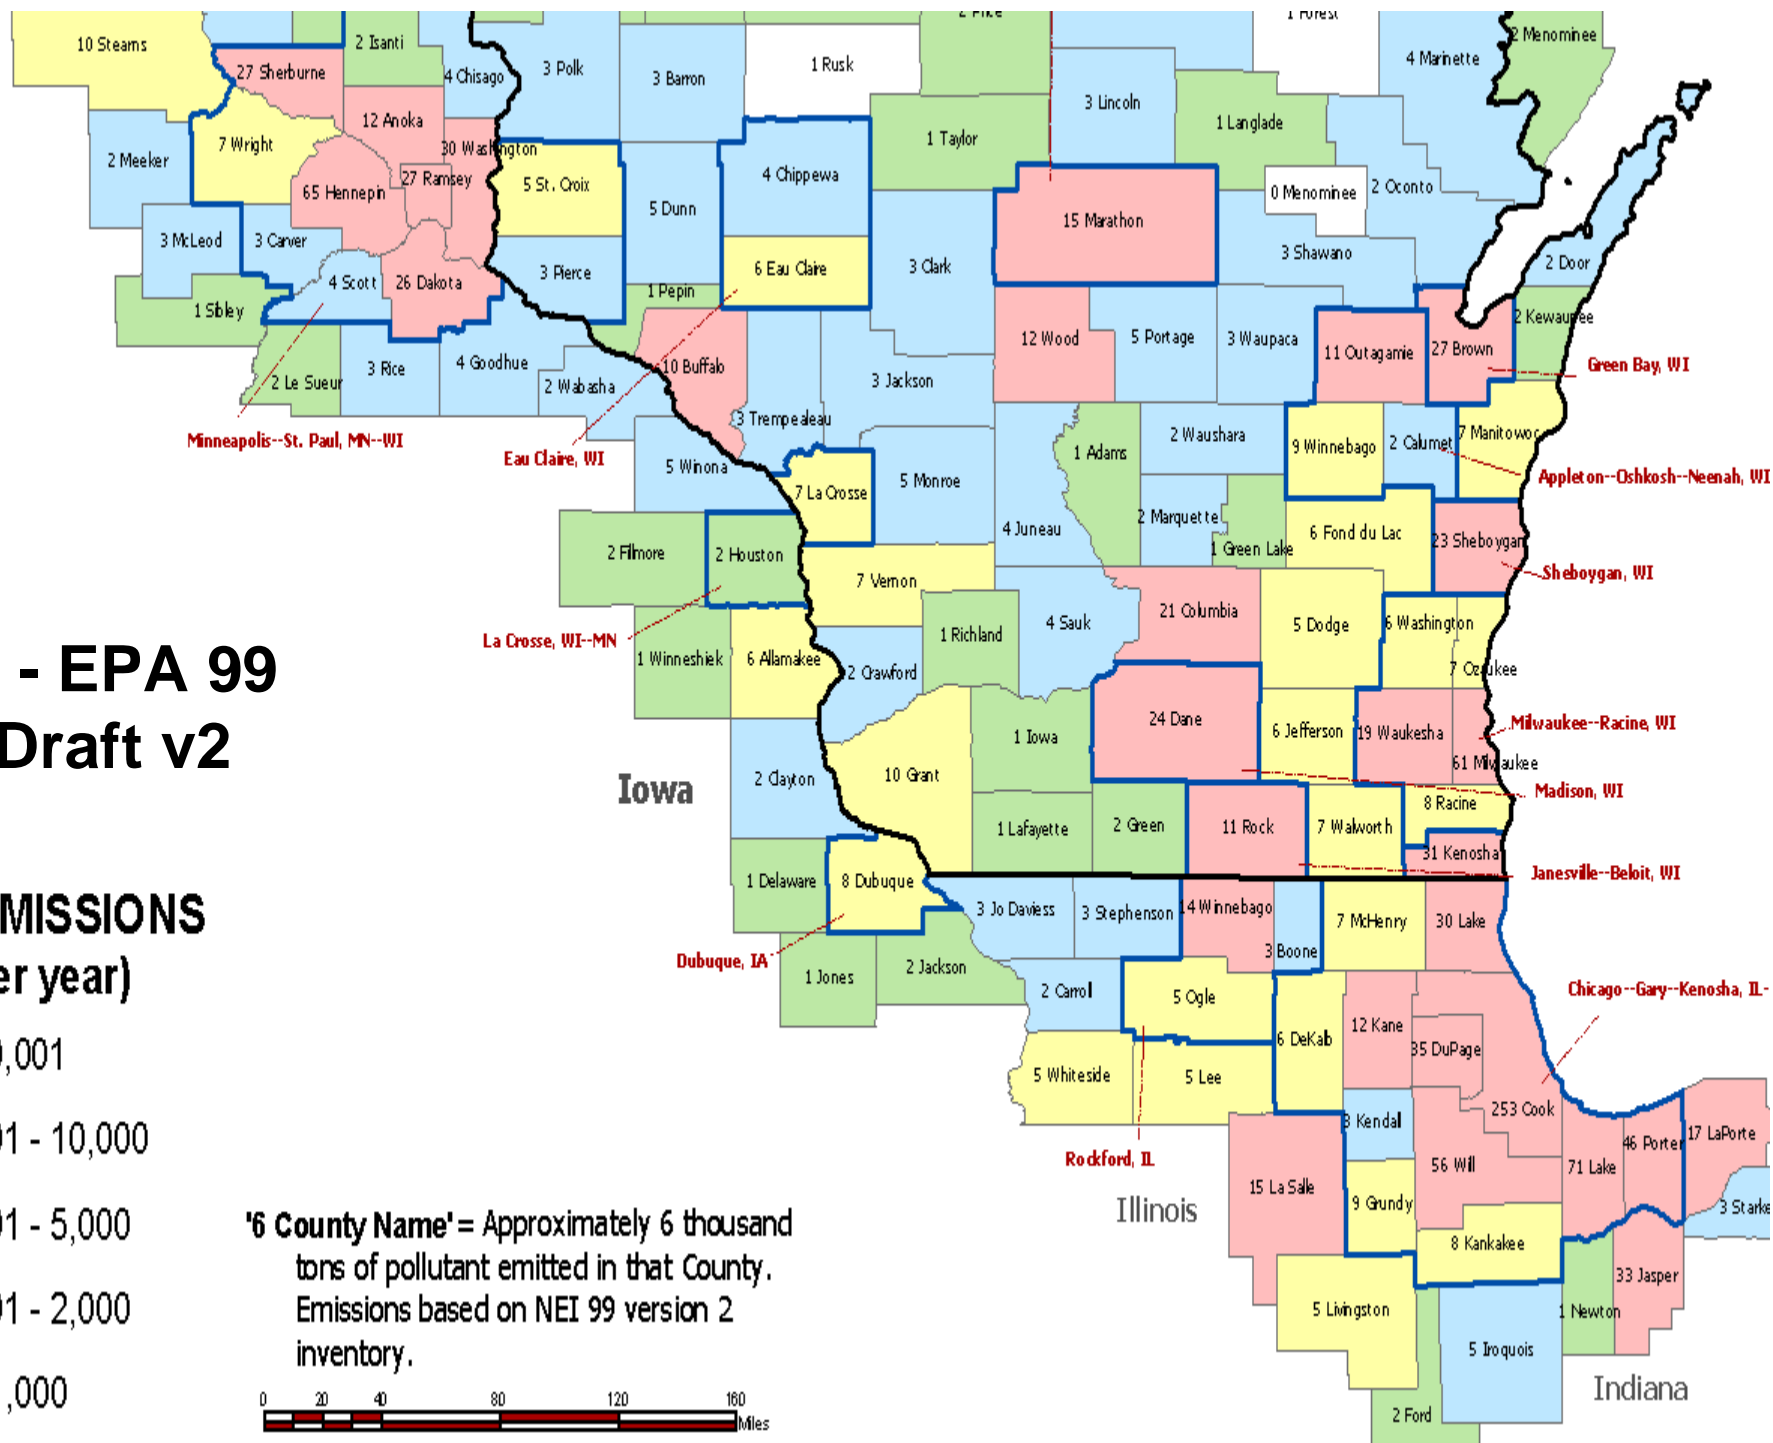 2 Price
1 Forest
10 Stearns
2 Isanti
4 Chisago
3 Polk
3 Barron
1 Rusk
4 Marinette
2 Menominee
27 Sherburne
12 Anoka
3 Lincoln
1 Langlade
1 Taylor
7 Wright
30 Washington
2 Meeker
65 Hennepin
27 Ramsey
5 St. Croix
4 Chippewa
0 Menominee
2 Oconto
5 Dunn
15 Marathon
3 McLeod
3 Carver
3 Shawano
3 Pierce
6 Eau Claire
3 Clark
2 Door
4 Scott
26 Dakota
1 Pepin
1 Sibley
2 Kewaunee
12 Wood
5 Portage
3 Waupaca
11 Outagamie
27 Brown
Green Bay, WI
2 Le Sueur
3 Rice
4 Goodhue
2 Wabasha
10 Buffalo
3 Jackson
3 Trempealeau
Minneapolis--St. Paul, MN--WI
Eau Claire, WI
2 Waushara
1 Adams
9 Winnebago
2 Calumet
7 Manitowoc
5 Winona
7 La Crosse
5 Monroe
Appleton--Oshkosh--Neenah, WI
4 Juneau
2 Marquette
1 Green Lake
6 Fond du Lac
23 Sheboygan
2 Fillmore
2 Houston
7 Vernon
Sheboygan, WI
La Crosse, WI--MN
1 Richland
4 Sauk
21 Columbia
5 Dodge
6 Washington
7 Ozaukee
1 Winneshiek
6 Allamakee
2 Crawford
- EPA 99
Draft v2
24 Dane
6 Jefferson
19 Waukesha
61 Milwaukee
Milwaukee--Racine, WI
1 Iowa
2 Clayton
10 Grant
Iowa
Madison, WI
8 Racine
1 Lafayette
2 Green
11 Rock
7 Walworth
31 Kenosha
Janesville--Beloit, WI
1 Delaware
8 Dubuque
3 Jo Daviess
3 Stephenson
14 Winnebago
3 Boone
7 McHenry
30 Lake
Dubuque, IA
1 Jones
2 Jackson
2 Carroll
5 Ogle
6 DeKalb
12 Kane
35 DuPage
Chicago--Gary--Kenosha, IL-
5 Whiteside
5 Lee
253 Cook
3 Kendall
56 Will
71 Lake
46 Porter
17 LaPorte
Rockford, IL
15 La Salle
9 Grundy
8 Kankakee
3 Starke
Illinois
33 Jasper
5 Livingston
1 Newton
5 Iroquois
Indiana
2 Ford
MISSIONS
er year)
0,001
01 - 10,000
01 - 5,000
01 - 2,000
,000
'6 County Name' = Approximately 6 thousand
tons of pollutant emitted in that County.
Emissions based on NEI 99 version 2
inventory.
0 20 40 80 120 160
Miles